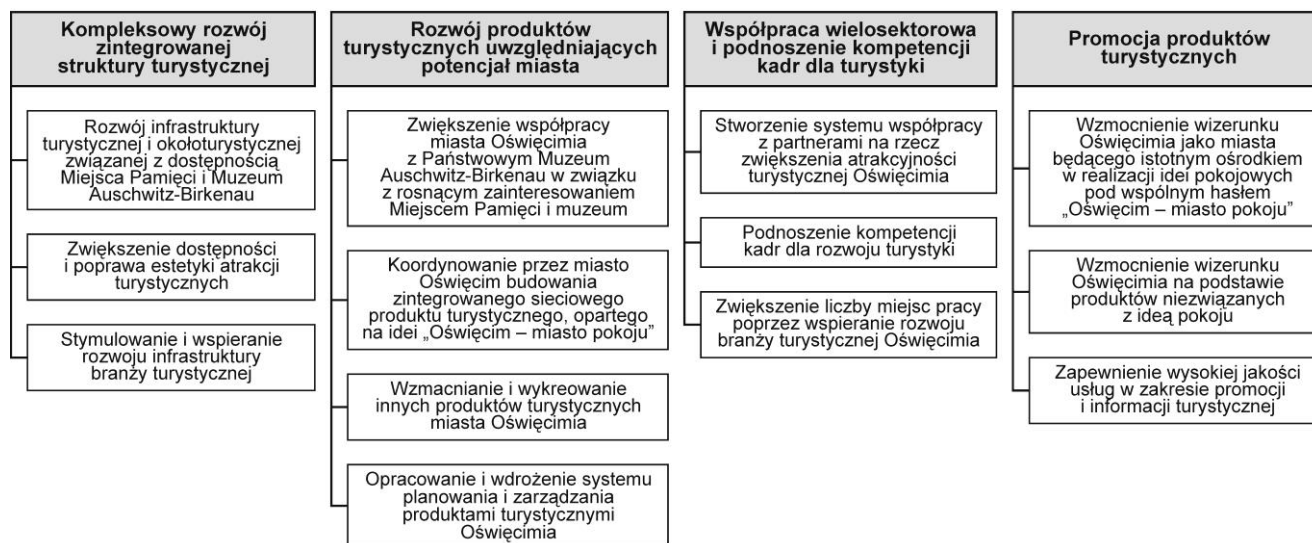 Kompleksowy rozwój
zintegrowanej
struktury turystycznej
Rozwój infrastruktury
turystycznej i okołoturystycznej
związanej z dostępnością
Miejsca Pamięci i Muzeum
Auschwitz-Birkenau
Zwiększenie dostępności
i poprawa estetyki atrakcji
turystycznych
Stymulowanie i wspieranie
rozwoju infrastruktury
branży turystycznej
Rozwój produktów
turystycznych uwzględniających
potencjał miasta
Zwiększenie współpracy
miasta Oświęcimia
z Państwowym Muzeum
Auschwitz-Birkenau w związku
z rosnącym zainteresowaniem
Miejscem Pamięci i muzeum
Koordynowanie przez miasto
Oświęcim budowania
zintegrowanego sieciowego
produktu turystycznego, opartego
na idei „Oświęcim – miasto pokoju”
Wzmacnianie i wykreowanie
innych produktów turystycznych
miasta Oświęcimia
Opracowanie i wdrożenie systemu
planowania i zarządzania
produktami turystycznymi
Oświęcimia
Współpraca wielosektorowa
i podnoszenie kompetencji
kadr dla turystyki
Stworzenie systemu współpracy
z partnerami na rzecz
zwiększenia atrakcyjności
turystycznej Oświęcimia
Podnoszenie kompetencji
kadr dla rozwoju turystyki
Zwiększenie liczby miejsc pracy
poprzez wspieranie rozwoju
branży turystycznej Oświęcimia
Promocja produktów
turystycznych
Wzmocnienie wizerunku
Oświęcimia jako miasta
będącego istotnym ośrodkiem
w realizacji idei pokojowych
pod wspólnym hasłem
„Oświęcim – miasto pokoju”
Wzmocnienie wizerunku
Oświęcimia na podstawie
produktów niezwiązanych
z ideą pokoju
Zapewnienie wysokiej jakości
usług w zakresie promocji
i informacji turystycznej